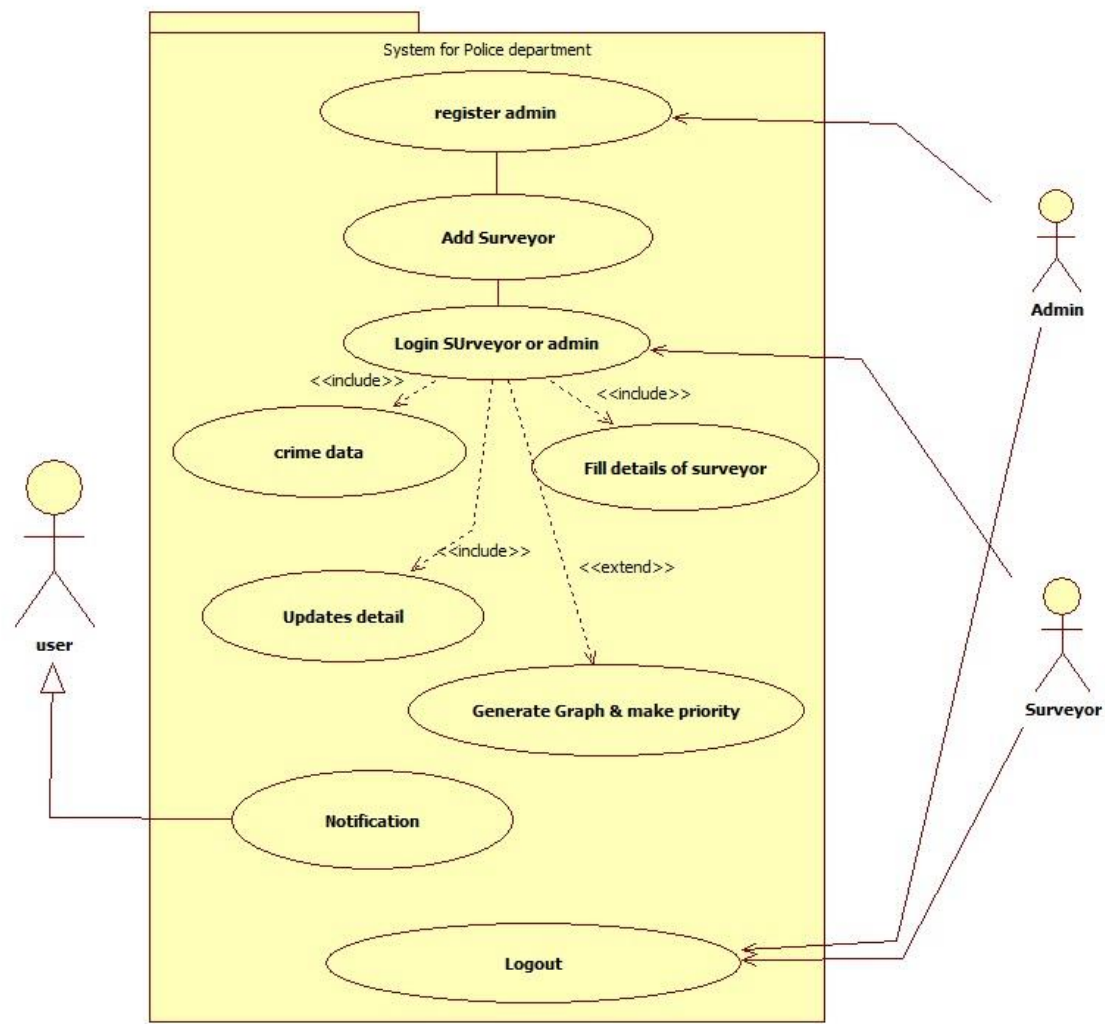 System for Police department
register admin
Add Surveyor
Admin
Login SUrveyor or admin
<<include>>
<<include>>
crime data
Fill details of surveyor
<<include>>
<<extend>>
Updates detail
user
Surveyor
Generate Graph & make priority
Notification
Logout